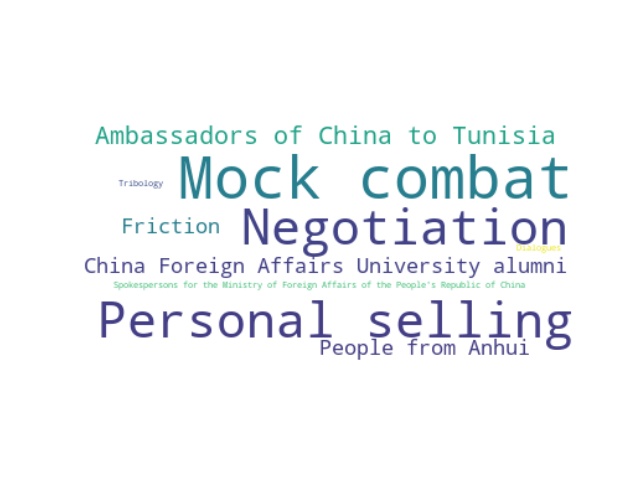 Ambassadors of China to Tunisia
Mock combat
Tribology
Negotiation
Friction
Dialogues
China Foreign Affairs University alumni
Spokespersons for the Ministry of Foreign Affairs of the People's Republic of China
Personal selling
People from Anhui